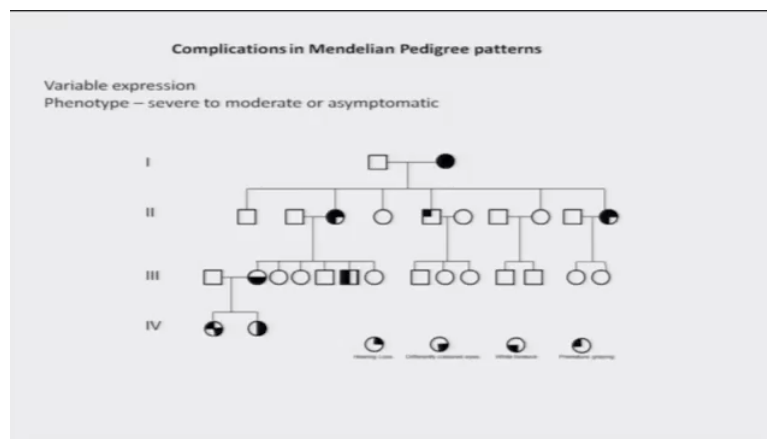 Complications in Mendelian Pedigree patterns
Variable expression
Phenotype – severe to moderate or asymptomatic
I
II
III
IV
Hearing Loss Differently colored eyes White forelock Premature graying